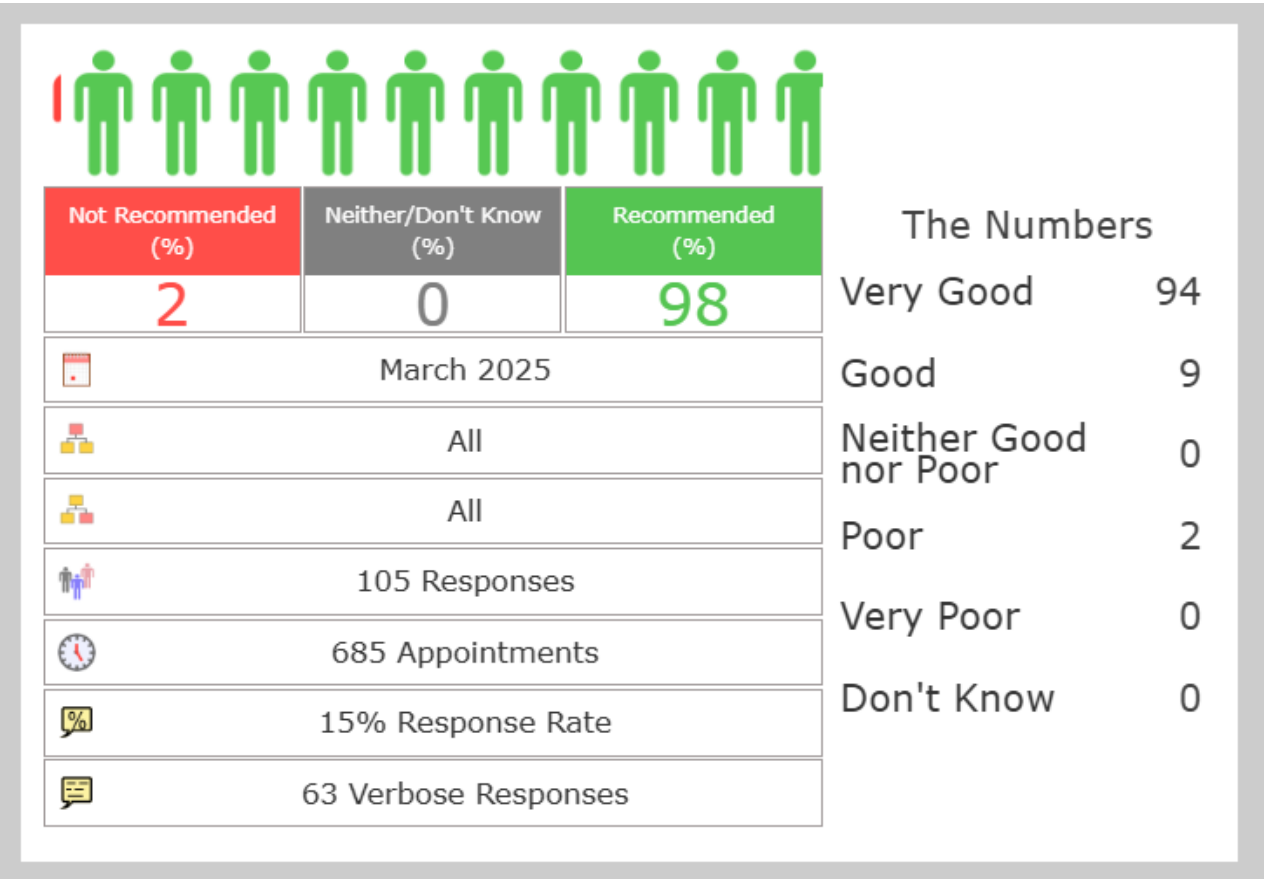 Not Recommended
(%)
Neither/Don't Know
(%)
Recommended
(%)
2
0
98
March 2025
All
All
105 Responses
685 Appointments
%
15% Response Rate
63 Verbose Responses
The Numbers
Very Good 94
Good 9
Neither Good
nor Poor 0
Poor 2
Very Poor 0
Don't Know 0